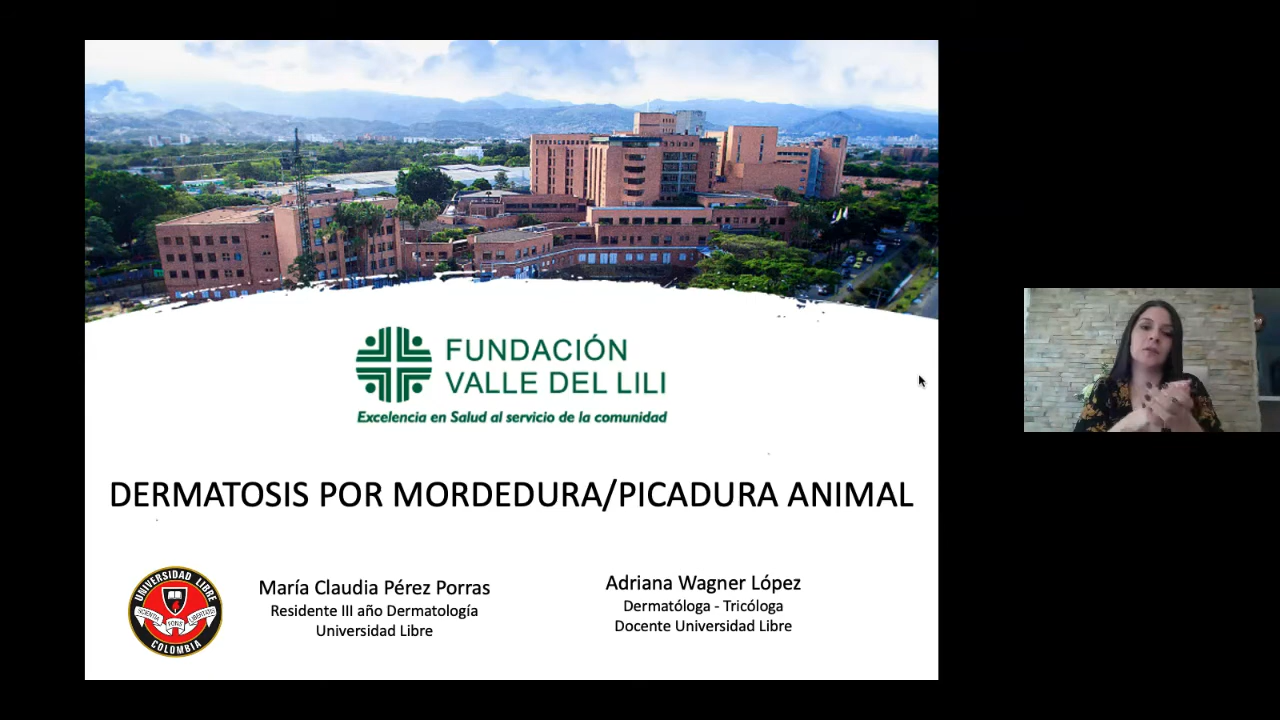 FUNDACIÓN
VALLE DEL LILI
Excelencia en Salud al servicio de la comunidad
DERMATOSIS POR MORDEDURA/PICADURA ANIMAL
María Claudia Pérez Porras
Residente III año Dermatología
Universidad Libre
Adriana Wagner López
Dermatóloga - Tricóloga
Docente Universidad Libre
UNIVERSIDAD LIBRE
COLOMBIA